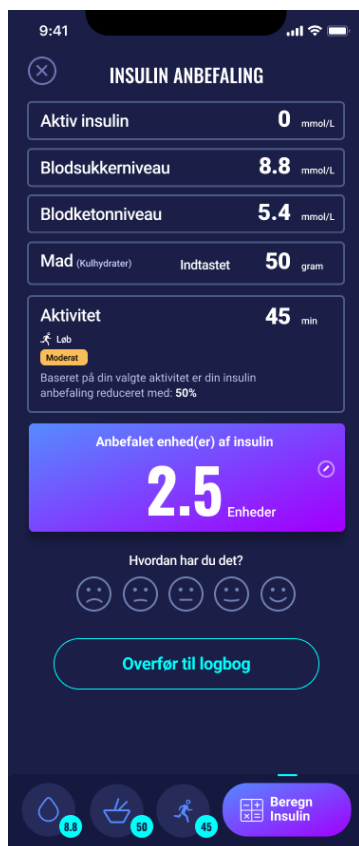 9:41
INSULIN ANBEFALING
Aktiv insulin 0 mmol/L
Blodsukkerniveau 8.8 mmol/L
Blodketonniveau 5.4 mmol/L
Mad (Kulhydrater) Indtastet 50 gram
Aktivitet 45 min
Løb
Moderat
Baseret på din valgte aktivitet er din insulin
anbefaling reduceret med: 50%
Anbefalet enhed(er) af insulin
2.5 Enheder
Hvordan har du det?
Overfør til logbog
8.8
50
45
Beregn
Insulin